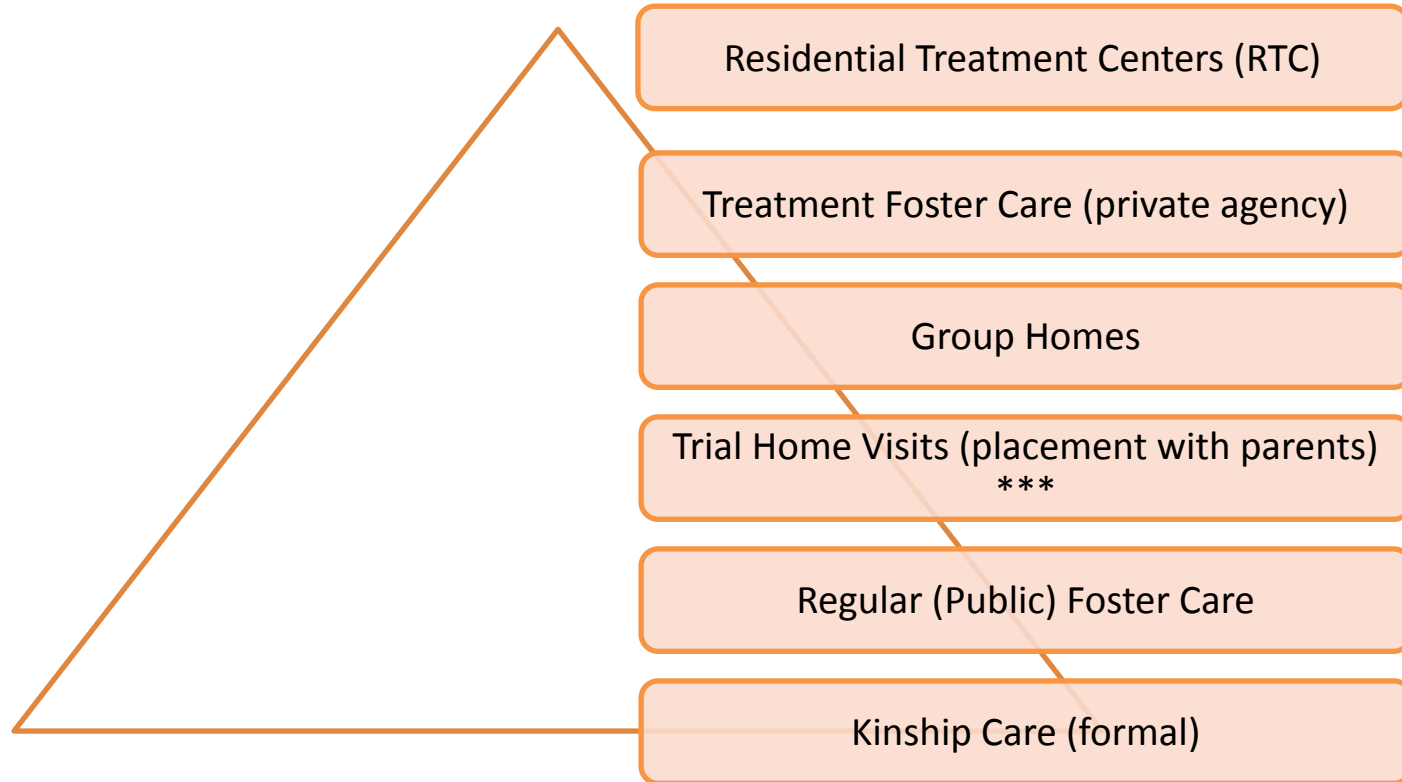 Residential Treatment Centers (RTC)
Treatment Foster Care (private agency)
Group Homes
Trial Home Visits (placement with parents)
***
Regular (Public) Foster Care
Kinship Care (formal)